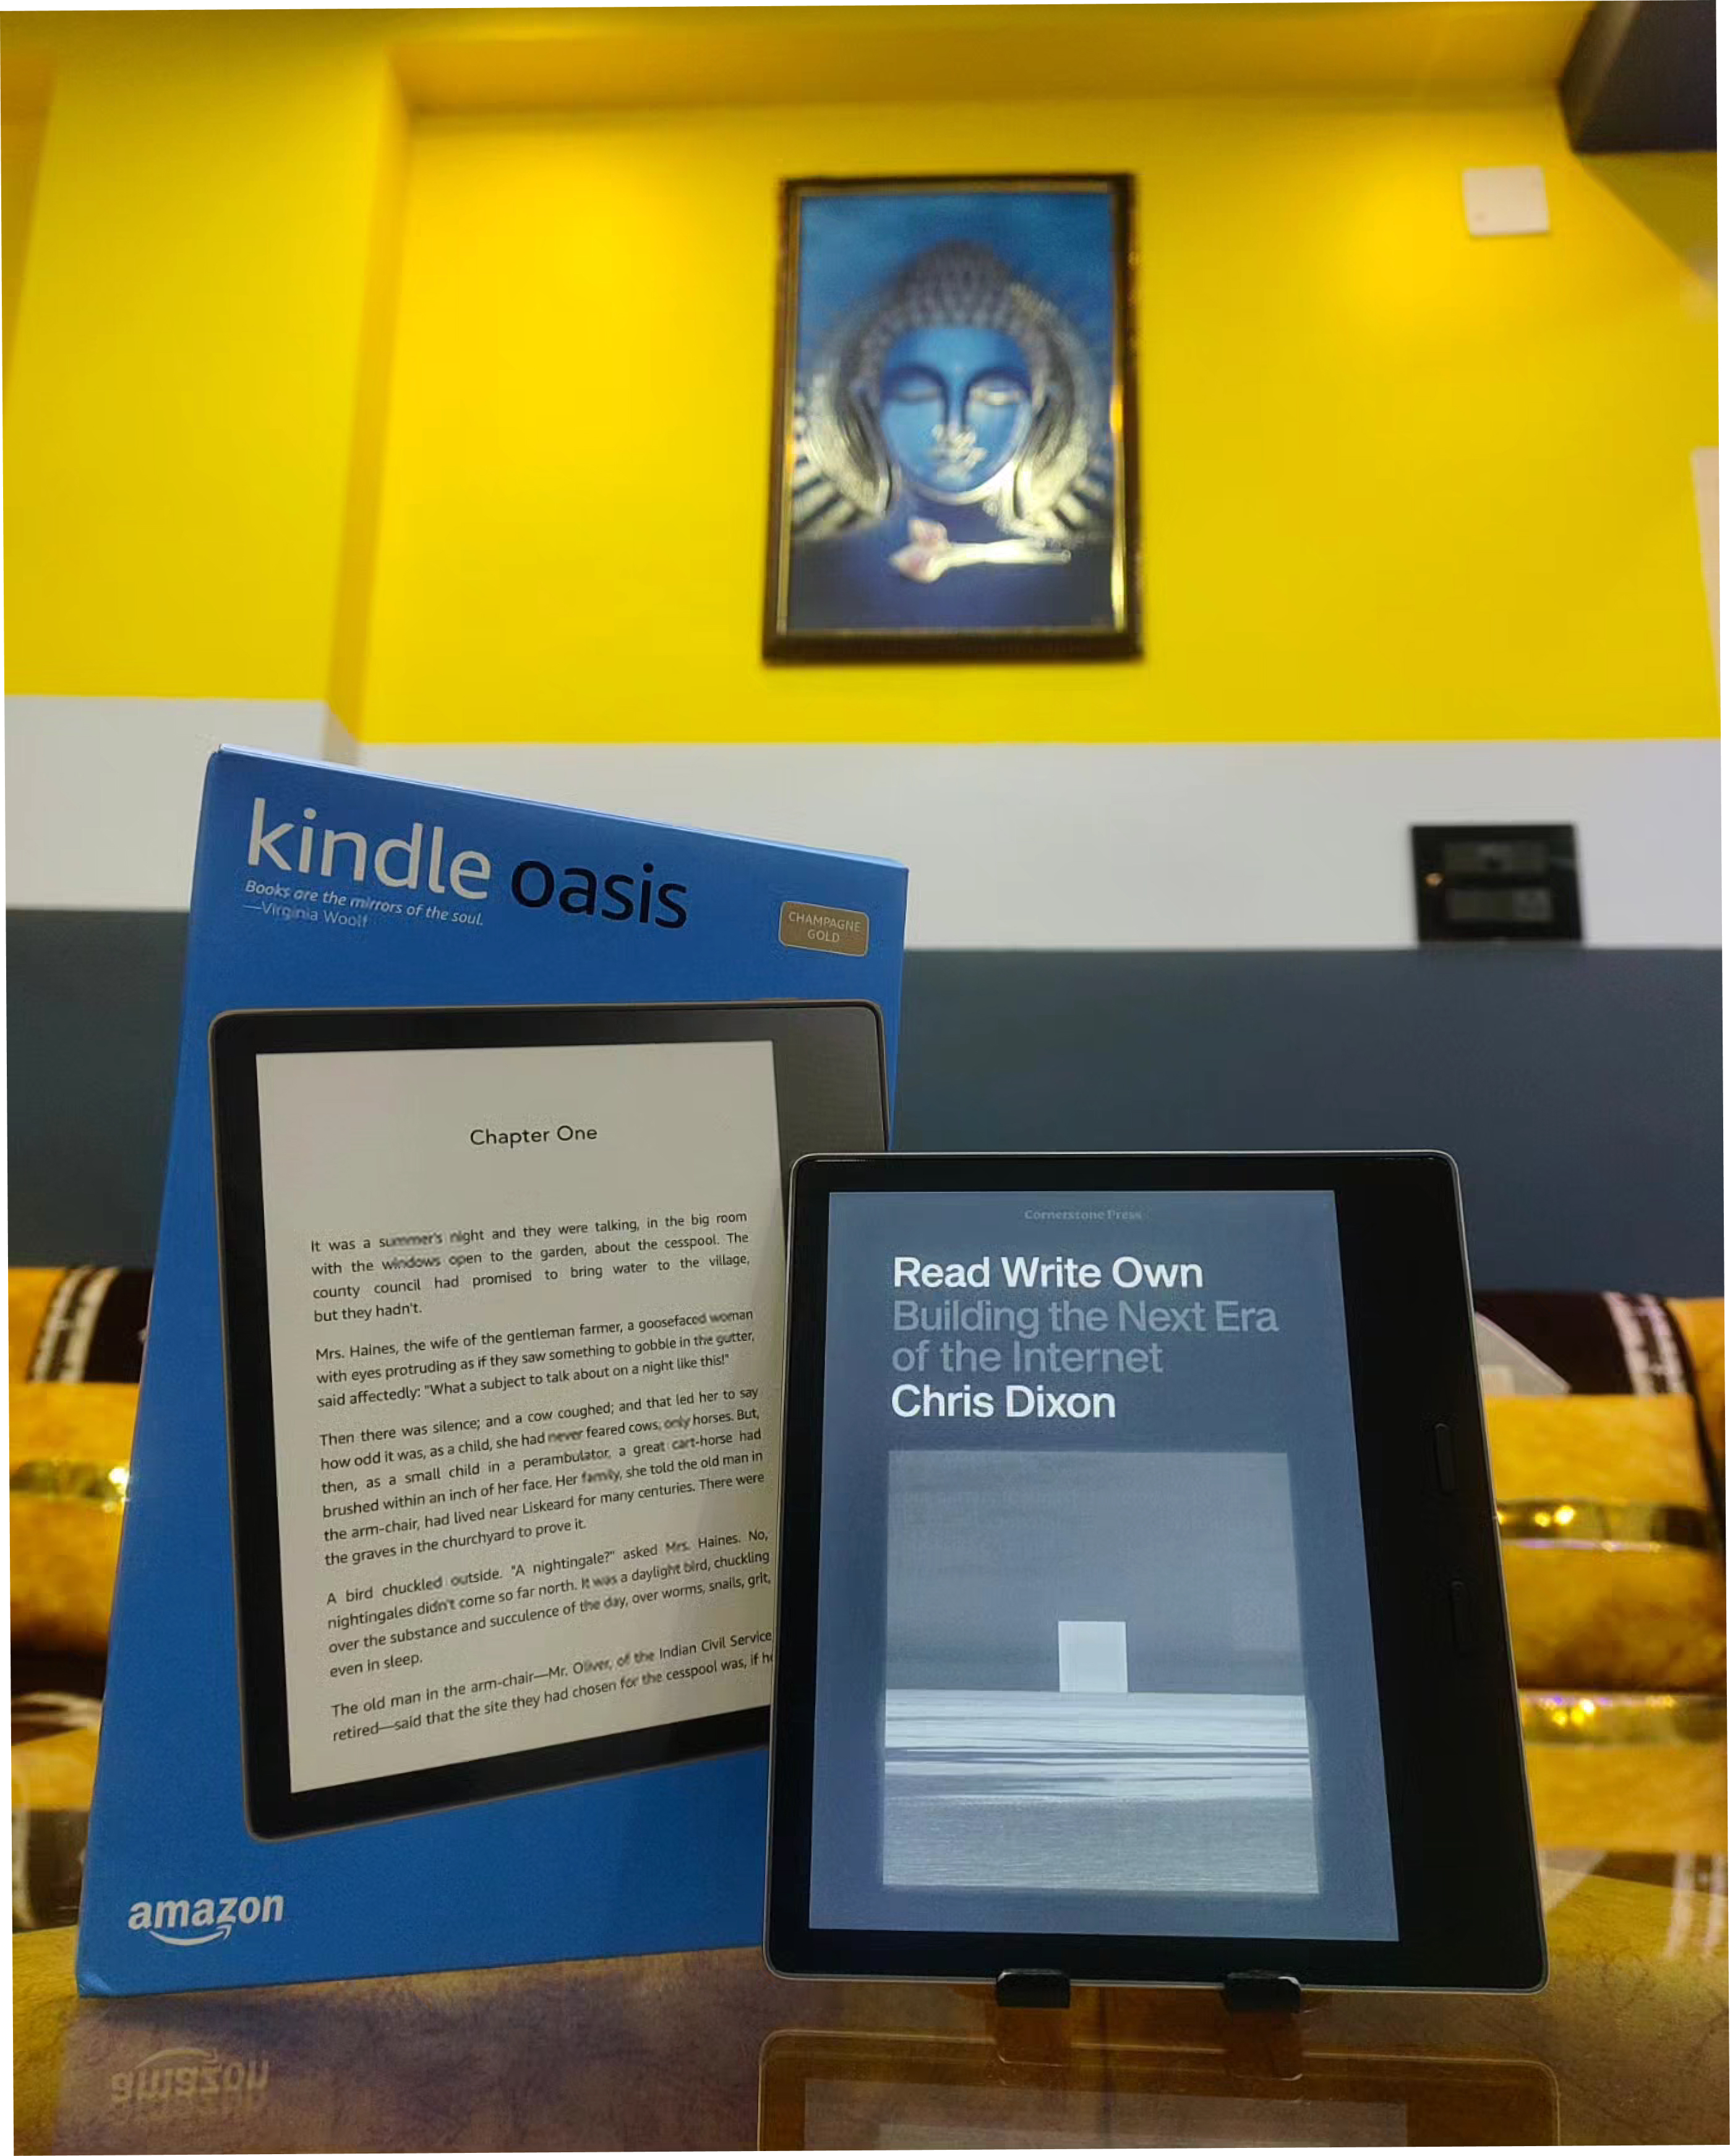 kindle oasis
Books are the mirrors of the soul.
—Virginia Woolf
CHAMPAGNE
GOLD
Chapter One
It was a summer's night and they were talking, in the big room
with the windows open to the garden, about the cesspool. The
county council had promised to bring water to the village,
but they hadn't.
Mrs. Haines, the wife of the gentleman farmer, a goosefaced woman
with eyes protruding as if they saw something to gobble in the gutter,
said affectedly: "What a subject to talk about on a night like this!"
Then there was silence; and a cow coughed; and that led her to say
how odd it was, as a child, she had never feared cows, only horses. But,
then, as a small child in a perambulator, a great cart-horse had
brushed within an inch of her face. Her family, she told the old man in
the arm-chair, had lived near Liskeard for many centuries. There were
the graves in the churchyard to prove it.
A bird chuckled outside. "A nightingale?" asked Mrs. Haines. No,
nightingales didn't come so far north. It was a daylight bird, chuckling
over the substance and succulence of the day, over worms, snails, grit,
even in sleep.
The old man in the arm-chair—Mr. Oliver, of the Indian Civil Service
retired—said that the site they had chosen for the cesspool was, if he
amazon
Cornerstone Press
Read Write Own
Building the Next Era
of the Internet
Chris Dixon